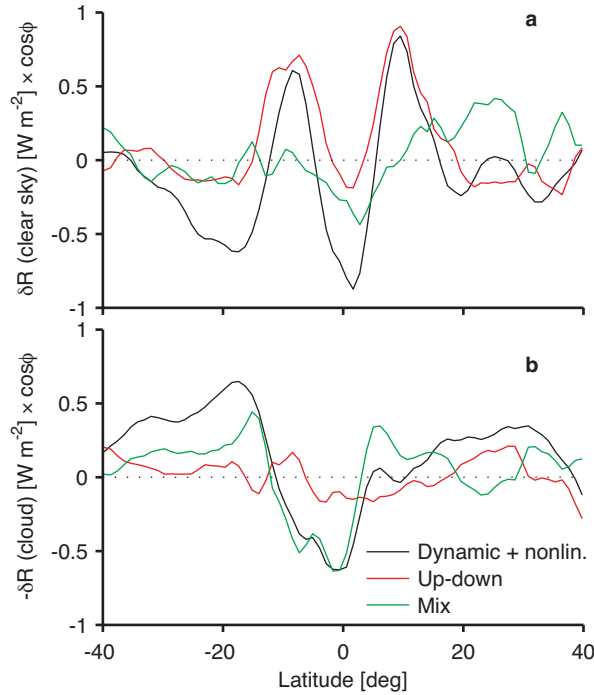 a
1
0.5
0
-0.5
-1
δR (clear sky) [W m⁻²] × cosϕ
b
1
0.5
0
-0.5
-1
-δR (cloud) [W m⁻²] × cosϕ
Dynamic + nonlin.
Up-down
Mix
-40 -20 0 20 40
Latitude [deg]